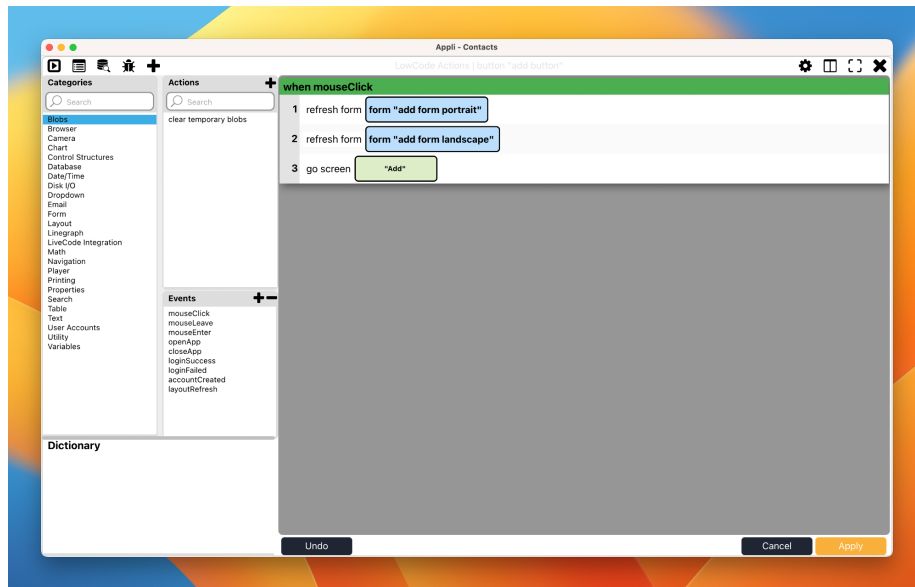 Appli - Contacts
LowCode Actions | button "add button"
Categories
Search
Blobs
Browser
Camera
Chart
Control Structures
Database
Date/Time
Disk I/O
Dropdown
Email
Form
Layout
Linegraph
LiveCode Integration
Math
Navigation
Player
Printing
Properties
Search
Table
Text
User Accounts
Utility
Variables
Actions
Search
clear temporary blobs
Events
mouseClick
mouseLeave
mouseEnter
openApp
closeApp
loginSuccess
loginFailed
accountCreated
layoutRefresh
Dictionary
when mouseClick
1 refresh form form "add form portrait"
2 refresh form form "add form landscape"
3 go screen "Add"
Undo
Cancel
Apply